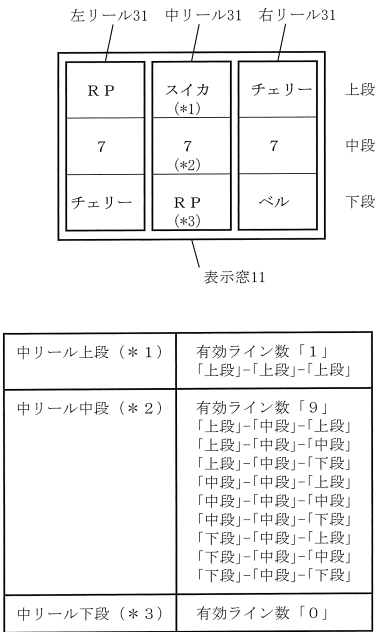 左リール31 中リール31 右リール31
RP スイカ チェリー 上段
(*1)
7 7 7 中段
(*2)
チェリー RP ベル 下段
(*3)
表示窓11
中リール上段(*1) 有効ライン数「1」
「上段」-「上段」-「上段」
中リール中段(*2) 有効ライン数「9」
「上段」-「中段」-「上段」
「上段」-「中段」-「中段」
「上段」-「中段」-「下段」
「中段」-「中段」-「上段」
「中段」-「中段」-「中段」
「中段」-「中段」-「下段」
「下段」-「中段」-「上段」
「下段」-「中段」-「中段」
「下段」-「中段」-「下段」
中リール下段(*3) 有効ライン数「0」